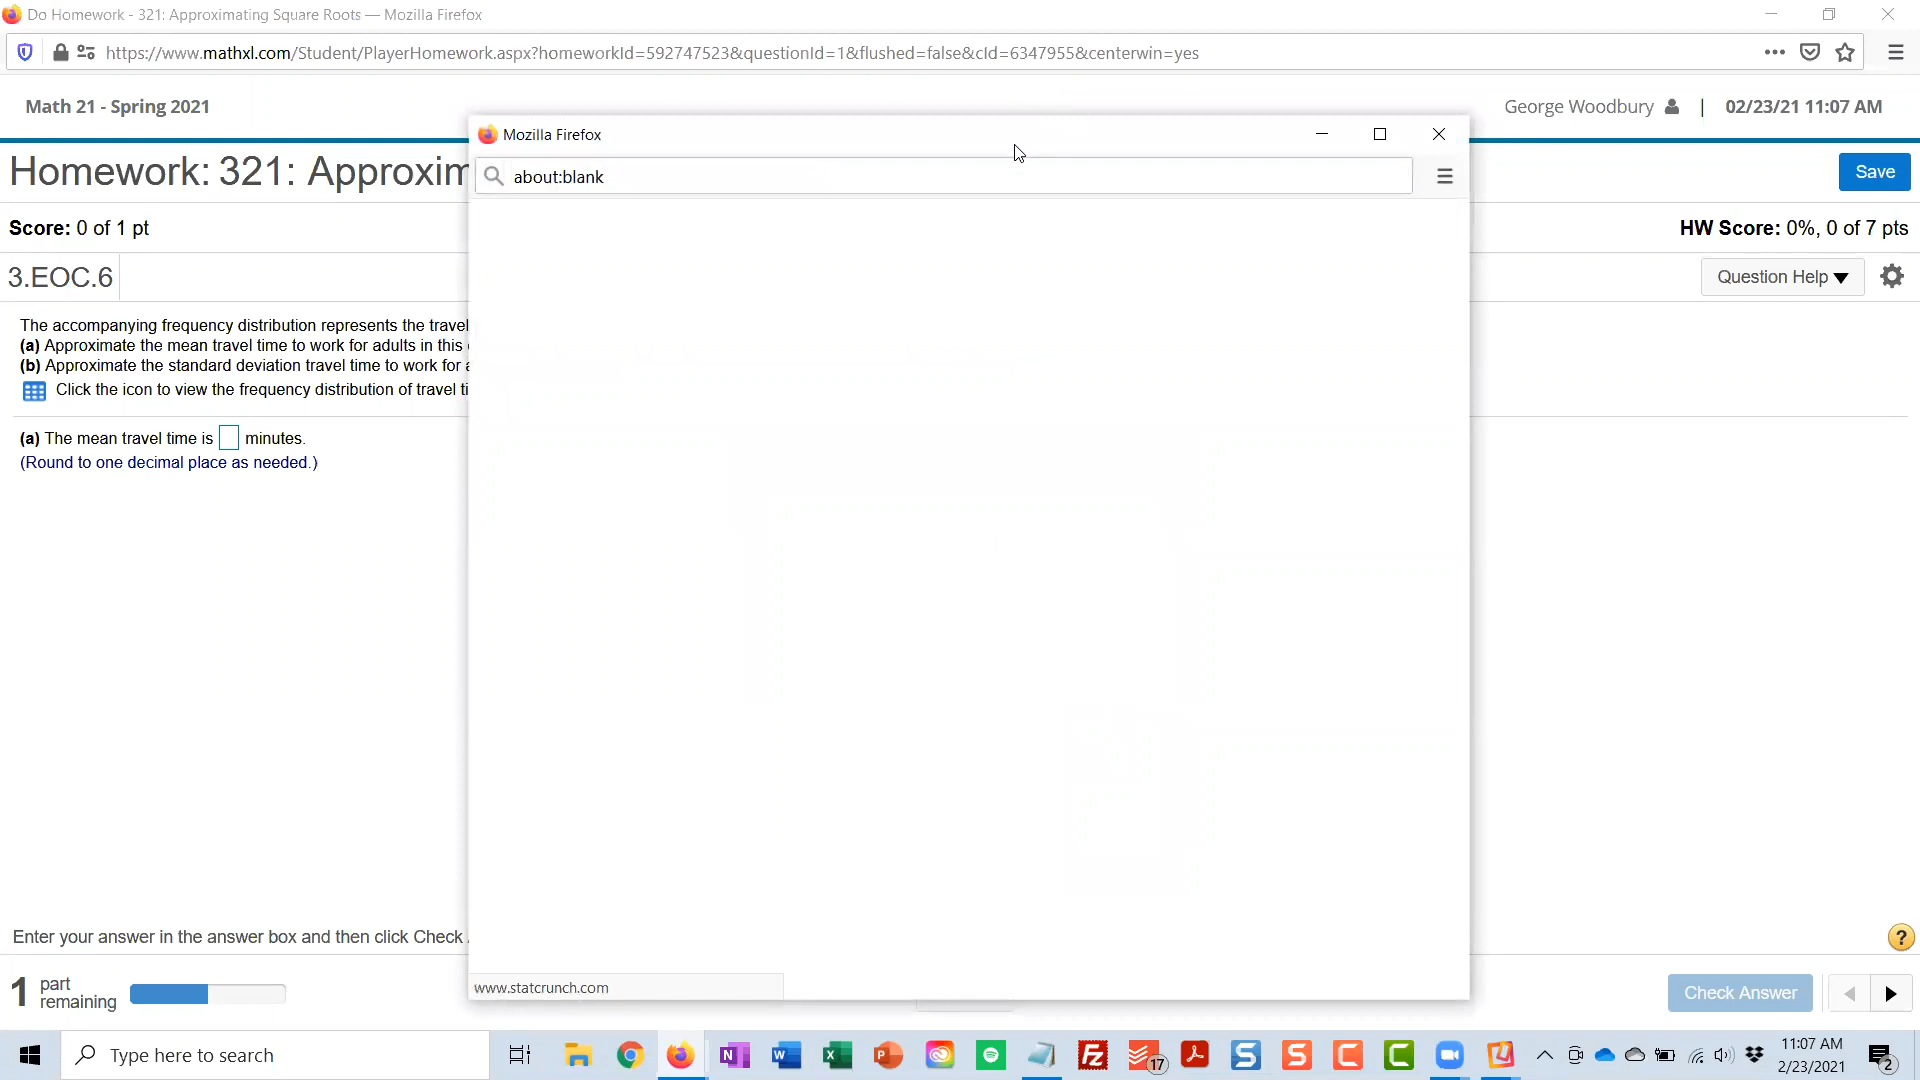 Do Homework - 321: Approximating Square Roots — Mozilla Firefox
https://www.mathxl.com/Student/PlayerHomework.aspx?homeworkId=592747523&questionId=1&flushed=false&cId=6347955&centerwin=yes
Math 21 - Spring 2021
George Woodbury | 02/23/21 11:07 AM
Mozilla Firefox
about:blank
Homework: 321: Approxim
Save
Score: 0 of 1 pt
HW Score: 0%, 0 of 7 pts
3.EOC.6
Question Help
The accompanying frequency distribution represents the travel
(a) Approximate the mean travel time to work for adults in this
(b) Approximate the standard deviation travel time to work for a
Click the icon to view the frequency distribution of travel ti
(a) The mean travel time is minutes.
(Round to one decimal place as needed.)
Enter your answer in the answer box and then click Check
?
1 part remaining
www.statcrunch.com
Check Answer
Type here to search
17
11:07 AM
2/23/2021
2